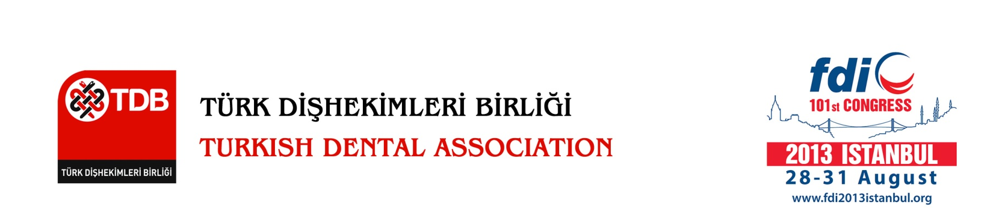 TDB
TÜRK DİŞHEKİMLERİ BİRLİĞİ
TÜRK DİŞHEKİMLERİ BİRLİĞİ
TURKISH DENTAL ASSOCIATION
fdi
101st CONGRESS
2013 ISTANBUL
28-31 August
www.fdi2013istanbul.org